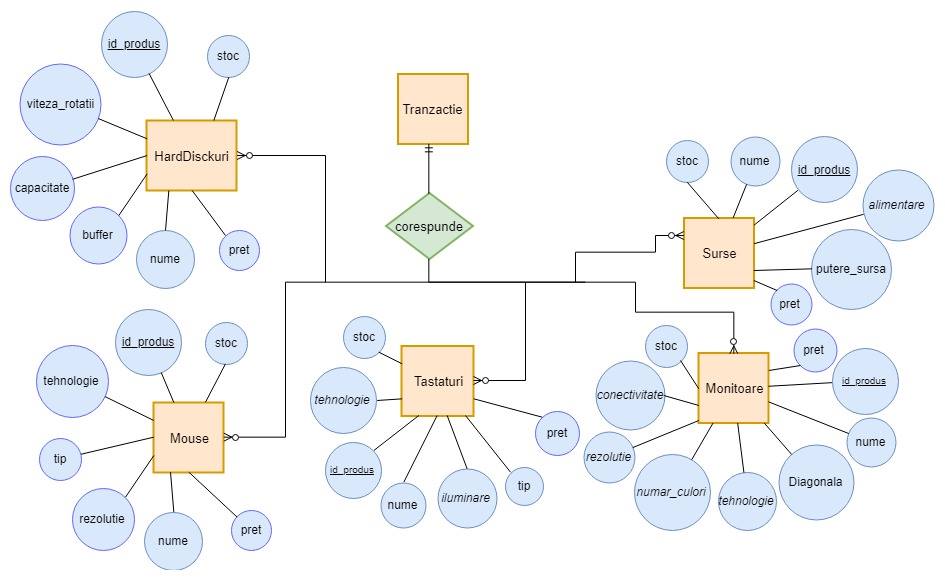 id_produs
stoc
viteza_rotatii
HardDisckuri
capacitate
buffer
nume
pret
Tranzactie
corespunde
stoc
nume
id_produs
alimentare
Surse
putere_sursa
pret
id_produs
stoc
tehnologie
Mouse
tip
rezolutie
nume
pret
stoc
tehnologie
Tastaturi
id_produs
nume
iluminare
tip
pret
stoc
pret
conectivitate
Monitoare
id_produs
rezolutie
nume
numar_culori
tehnologie
Diagonala